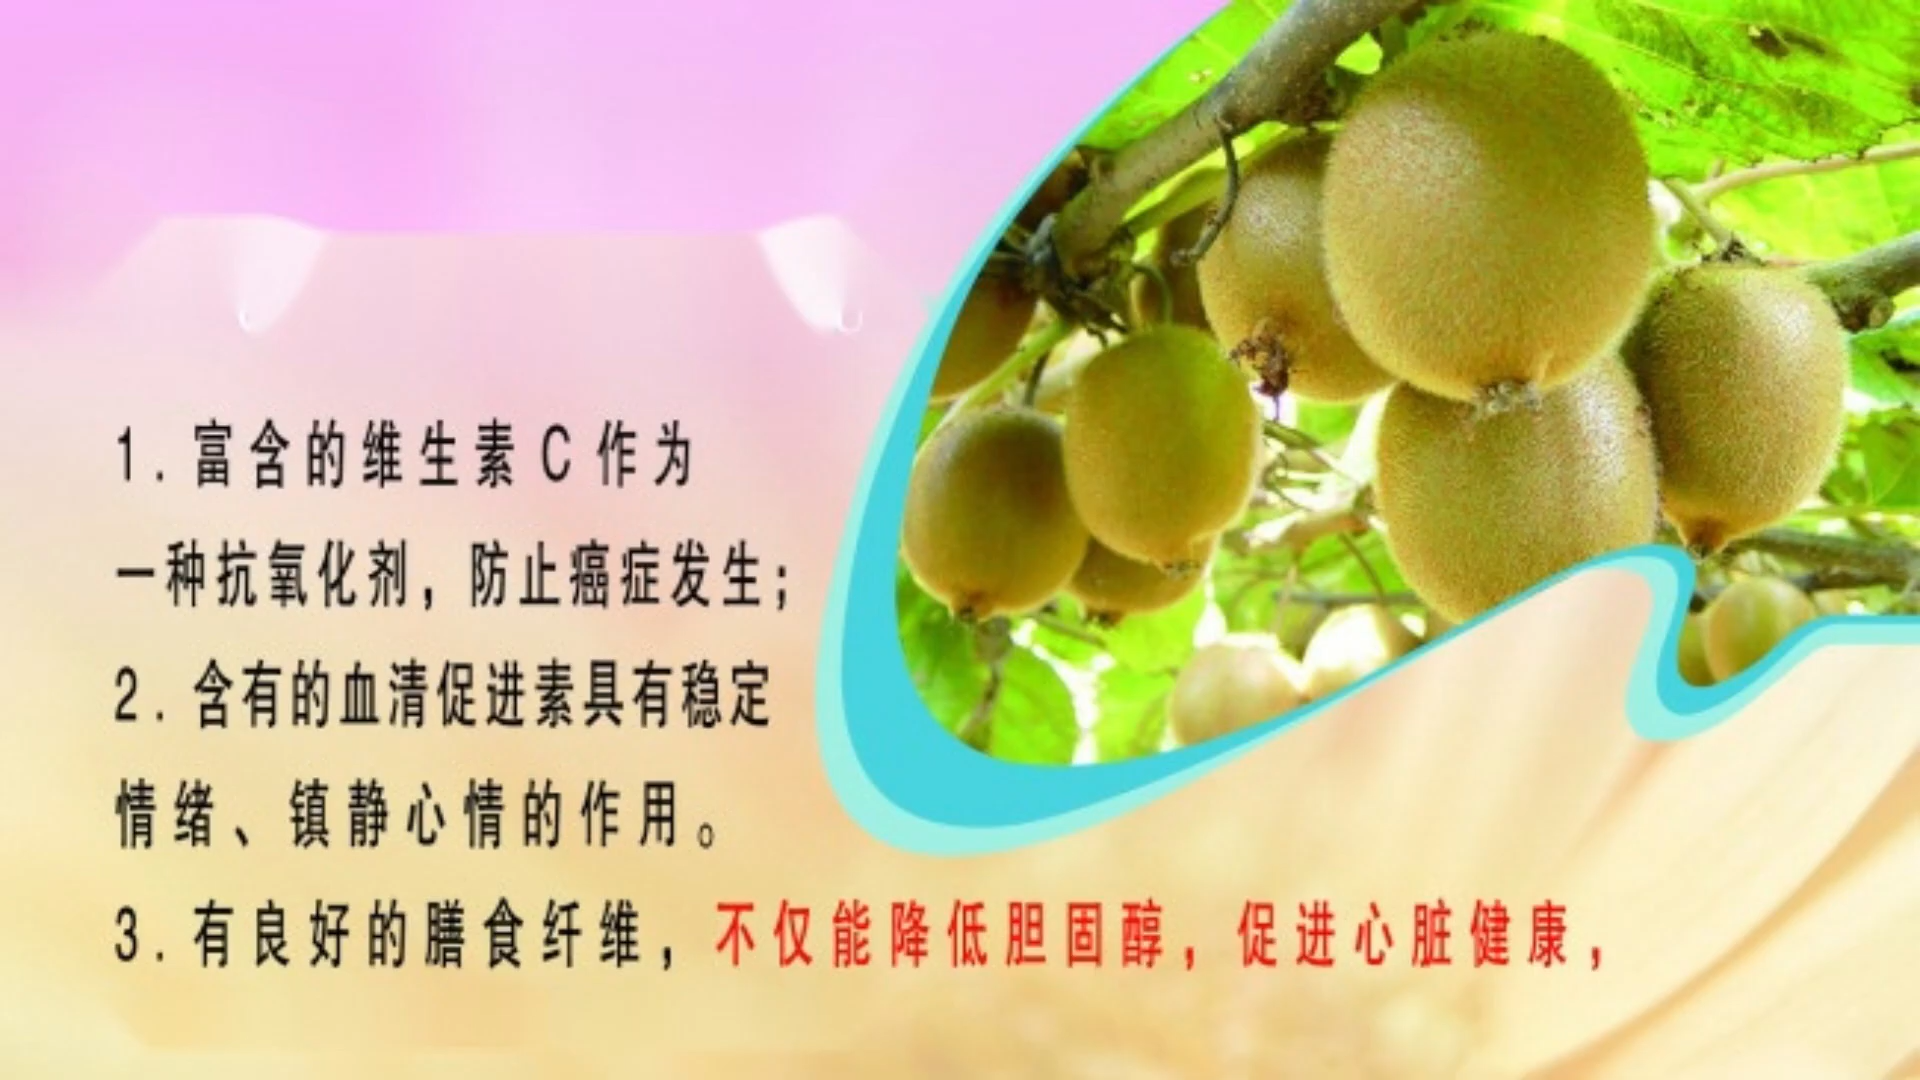 1.富含的维生素C作为
一种抗氧化剂，防止癌症发生；
2.含有的血清促进素具有稳定
情绪、镇静心情的作用。
3.有良好的膳食纤维，不仅能降低胆固醇，促进心脏健康，